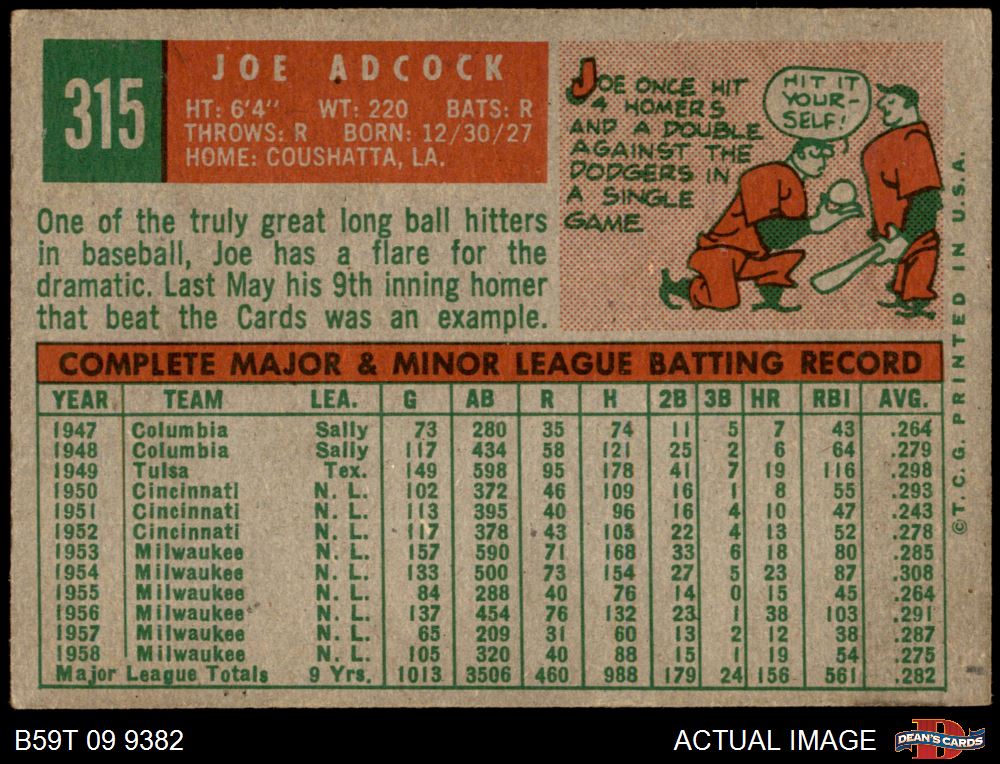 315
JOE ADCOCK
HT: 6'4" WT: 220 BATS: R
THROWS: R BORN: 12/30/27
HOME: COUSHATTA, LA.
One of the truly great long ball hitters
in baseball, Joe has a flare for the
dramatic. Last May his 9th inning homer
that beat the Cards was an example.
JOE ONCE HIT
4 HOMERS
AND A DOUBLE
AGAINST THE
DODGERS IN
A SINGLE
GAME.
HIT IT
YOUR-
SELF!
COMPLETE MAJOR & MINOR LEAGUE BATTING RECORD
YEAR TEAM LEA. G AB R H 2B 3B HR RBI AVG.
1947 Columbia Sally 73 280 35 74 11 5 7 43 .264
1948 Columbia Sally 117 434 58 121 25 2 6 64 .279
1949 Tulsa Tex. 149 598 95 178 41 7 19 116 .298
1950 Cincinnati N. L. 102 372 46 109 16 1 8 55 .293
1951 Cincinnati N. L. 113 395 40 96 16 4 10 47 .243
1952 Cincinnati N. L. 117 378 43 105 22 4 13 52 .278
1953 Milwaukee N. L. 157 590 71 168 33 6 18 80 .285
1954 Milwaukee N. L. 133 500 73 154 27 5 23 87 .308
1955 Milwaukee N. L. 84 288 40 76 14 0 15 45 .264
1956 Milwaukee N. L. 137 454 76 132 23 1 38 103 .291
1957 Milwaukee N. L. 65 209 31 60 13 2 12 38 .287
1958 Milwaukee N. L. 105 320 40 88 15 1 19 54 .275
Major League Totals 9 Yrs. 1013 3506 460 988 179 24 156 561 .282
©T. C. G. PRINTED IN U.S.A.
B59T 09 9382
ACTUAL IMAGE
DEAN'S CARDS